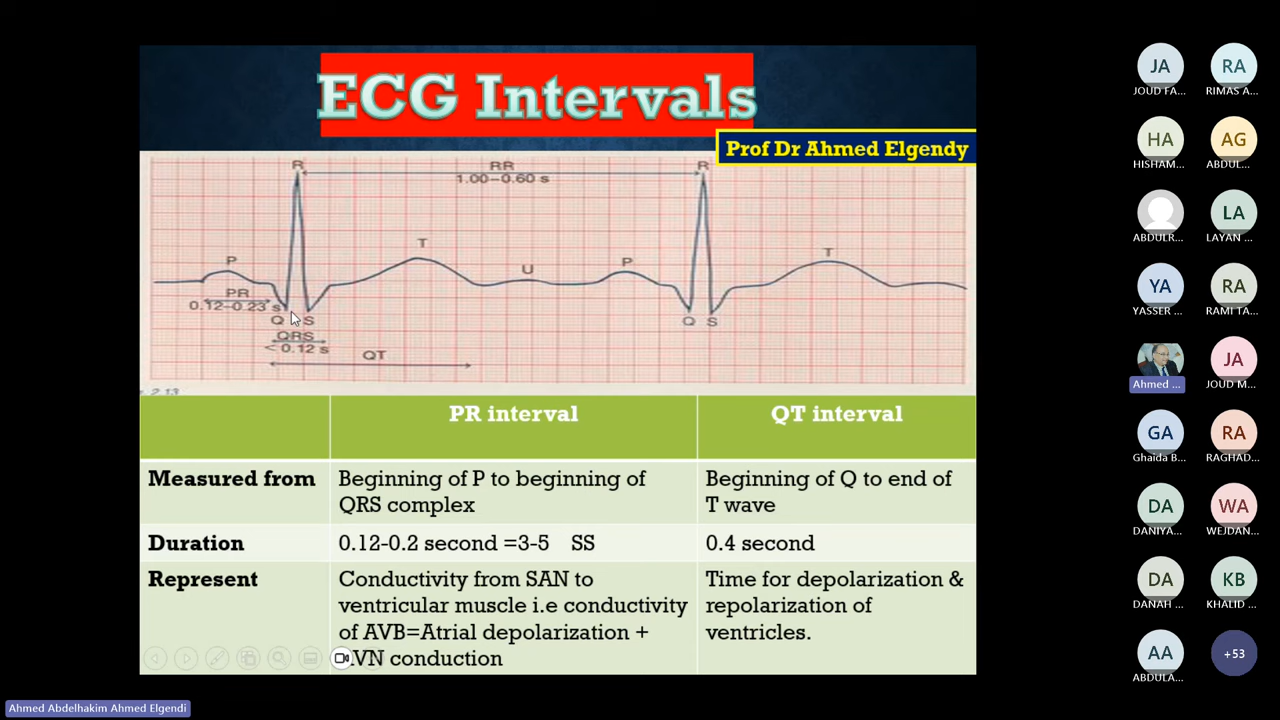 ECG Intervals
Prof Dr Ahmed Elgendy
R
RR
R
1.00–0.60 s
P
T
U
P
T
PR
0.12–0.23 s
Q S
Q S
QRS
< 0.12 s
QT
2.13
PR interval
QT interval
Measured from
Beginning of P to beginning of
QRS complex
Beginning of Q to end of
T wave
Duration
0.12-0.2 second =3-5 SS
0.4 second
Represent
Conductivity from SAN to
ventricular muscle i.e conductivity
of AVB=Atrial depolarization +
VN conduction
Time for depolarization &
repolarization of
ventricles.
JA
JOUD FA...
RA
RIMAS A...
HA
HISHAM...
AG
ABDUL...
ABDULR...
LA
LAYAN ...
YA
YASSER ...
RA
RAMI TA...
Ahmed ...
JA
JOUD M...
GA
Ghaida B...
RA
RAGHAD...
DA
DANIYA...
WA
WEJDAN...
DA
DANAH ...
KB
KHALID ...
AA
ABDULA...
+53
Ahmed Abdelhakim Ahmed Elgendi